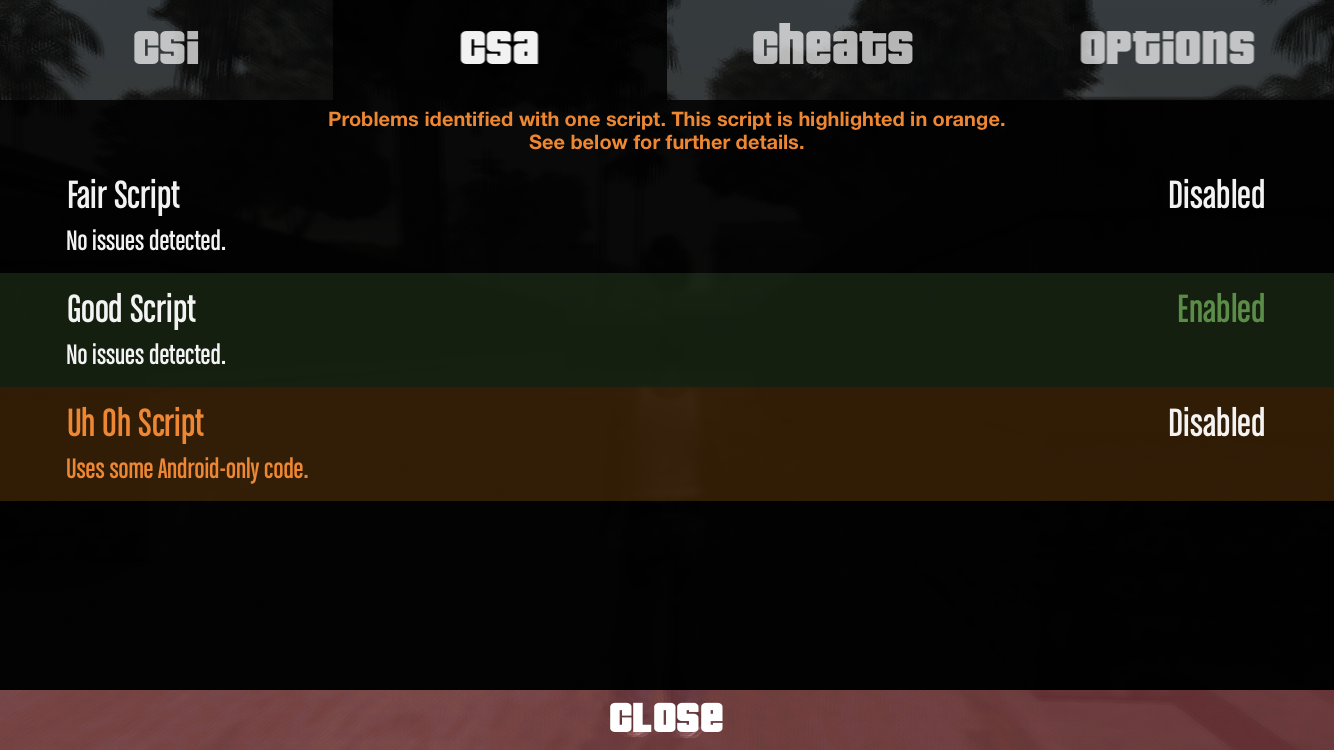 csi
csa
cheats
options
Problems identified with one script. This script is highlighted in orange.
See below for further details.
Fair Script
Disabled
No issues detected.
Good Script
Enabled
No issues detected.
Uh Oh Script
Disabled
Uses some Android-only code.
close